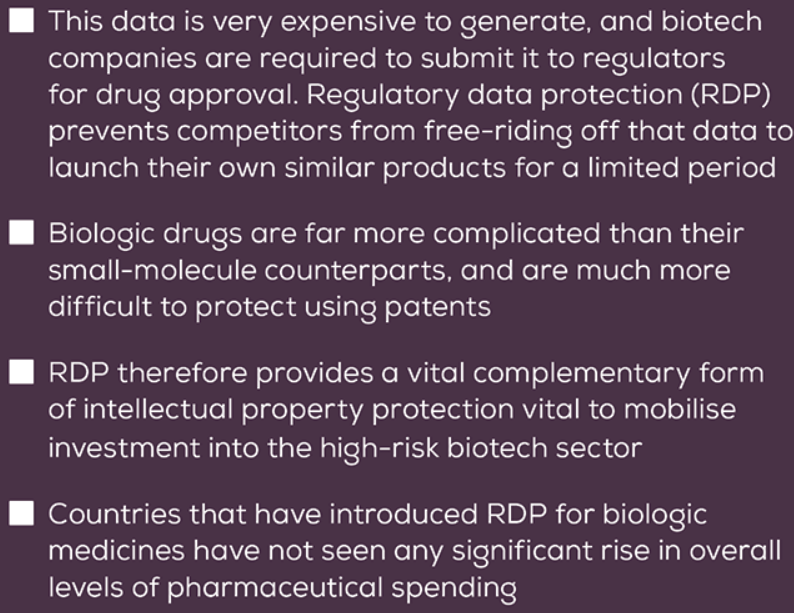 This data is very expensive to generate, and biotech
companies are required to submit it to regulators
for drug approval. Regulatory data protection (RDP)
prevents competitors from free-riding off that data to
launch their own similar products for a limited period
Biologic drugs are far more complicated than their
small-molecule counterparts, and are much more
difficult to protect using patents
RDP therefore provides a vital complementary form
of intellectual property protection vital to mobilise
investment into the high-risk biotech sector
Countries that have introduced RDP for biologic
medicines have not seen any significant rise in overall
levels of pharmaceutical spending